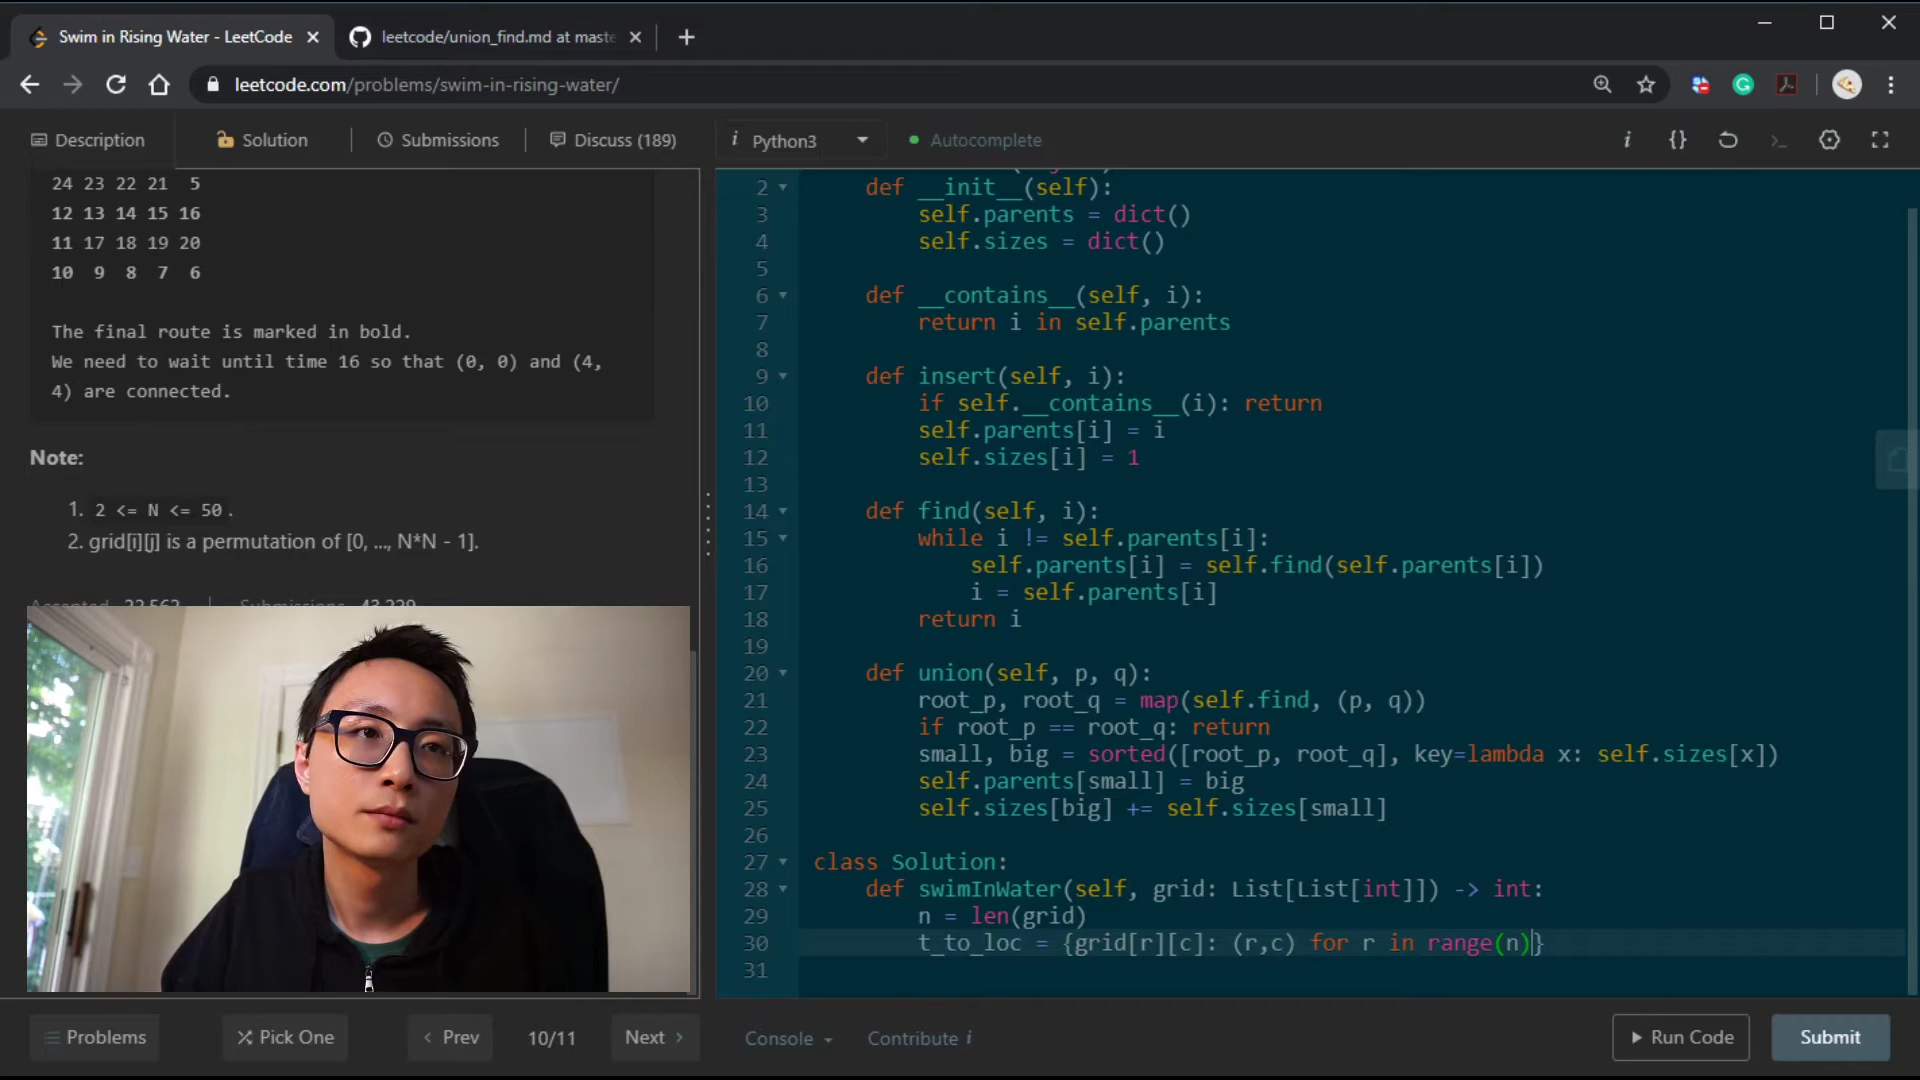 Swim in Rising Water - LeetCode
leetcode/union_find.md at maste
leetcode.com/problems/swim-in-rising-water/
Description
Solution
Submissions
Discuss (189)
i Python3
Autocomplete
24 23 22 21 5
12 13 14 15 16
11 17 18 19 20
10 9 8 7 6
The final route is marked in bold.
We need to wait until time 16 so that (0, 0) and (4,
4) are connected.
Note:
1. 2 <= N <= 50.
2. grid[i][j] is a permutation of [0, ..., N*N - 1].
Accepted 22,562 | Submissions 43,229
2 def __init__(self):
3 self.parents = dict()
4 self.sizes = dict()
5
6 def __contains__(self, i):
7 return i in self.parents
8
9 def insert(self, i):
10 if self.__contains__(i): return
11 self.parents[i] = i
12 self.sizes[i] = 1
13
14 def find(self, i):
15 while i != self.parents[i]:
16 self.parents[i] = self.find(self.parents[i])
17 i = self.parents[i]
18 return i
19
20 def union(self, p, q):
21 root_p, root_q = map(self.find, (p, q))
22 if root_p == root_q: return
23 small, big = sorted([root_p, root_q], key=lambda x: self.sizes[x])
24 self.parents[small] = big
25 self.sizes[big] += self.sizes[small]
26
27 class Solution:
28 def swimInWater(self, grid: List[List[int]]) -> int:
29 n = len(grid)
30 t_to_loc = {grid[r][c]: (r,c) for r in range(n)}
31
Problems
Pick One
Prev
10/11
Next
Console
Contribute i
Run Code
Submit